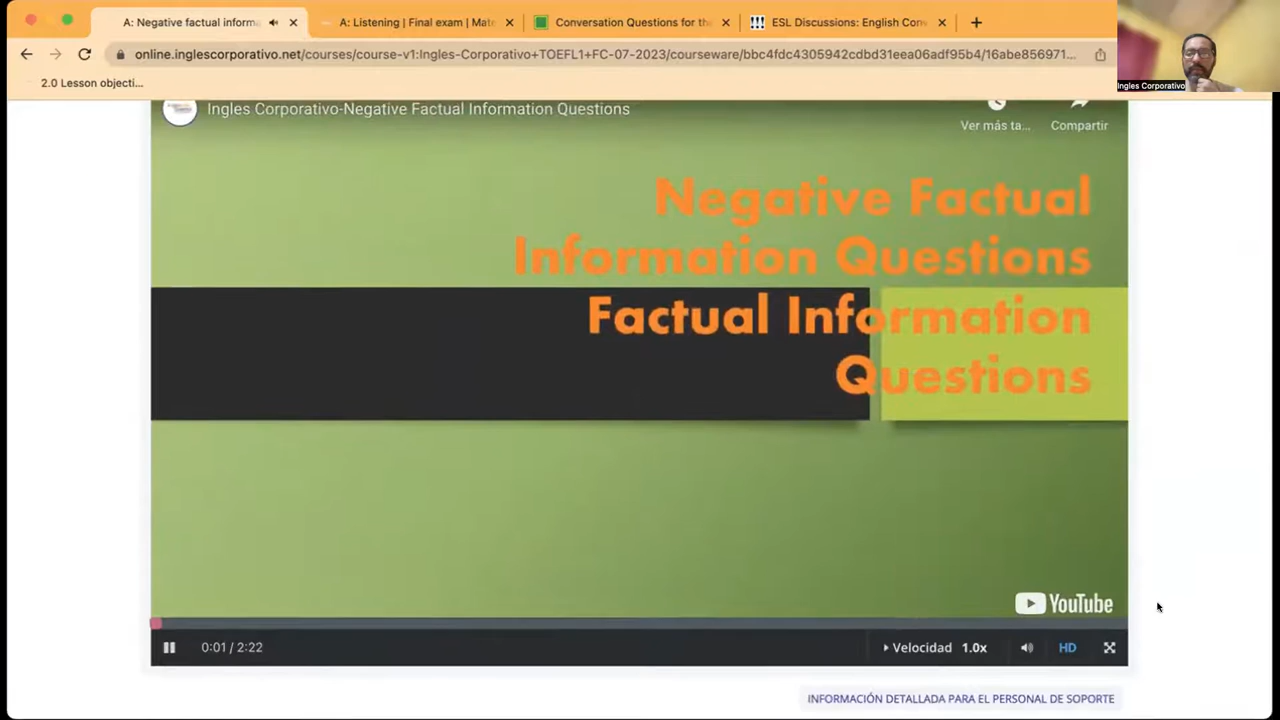 A: Negative factual inform
A: Listening | Final exam | Mate
Conversation Questions for the
ESL Discussions: English Conv
online.inglescorporativo.net/courses/course-v1:Ingles-Corporativo+TOEFL1+FC-07-2023/courseware/bbc4fdc4305942cdbd31eea06adf95b4/16abe856971...
2.0 Lesson objecti...
Ingles Corporativo
Ingles Corporativo-Negative Factual Information Questions
Ver más ta...
Compartir
Negative Factual
Information Questions
Factual Information
Questions
YouTube
0:01 / 2:22
Velocidad 1.0x
HD
INFORMACIÓN DETALLADA PARA EL PERSONAL DE SOPORTE